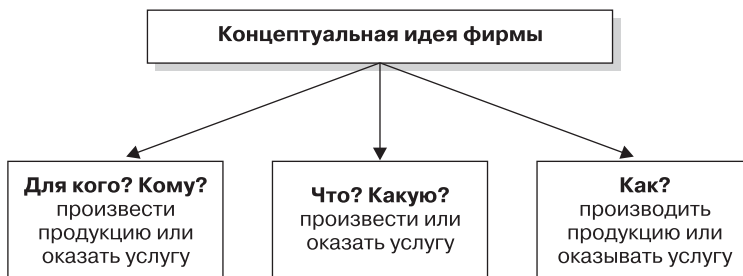 Концептуальная идея фирмы
Для кого? Кому?
произвести
продукцию или
оказать услугу
Что? Какую?
произвести или
оказать услугу
Как?
производить
продукцию или
оказывать услугу